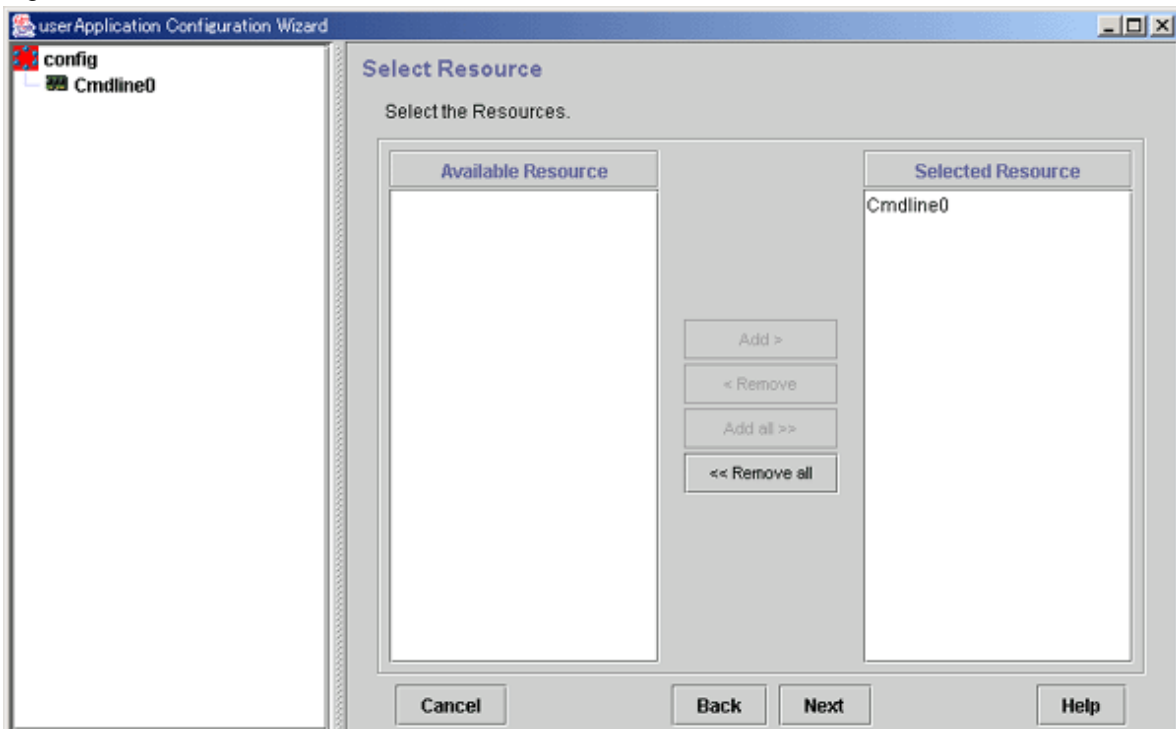 userApplication Configuration Wizard
config
Cmdline0
Select Resource
Select the Resources.
Available Resource
Selected Resource
Cmdline0
Add >
< Remove
Add all >>
<< Remove all
Cancel
Back
Next
Help